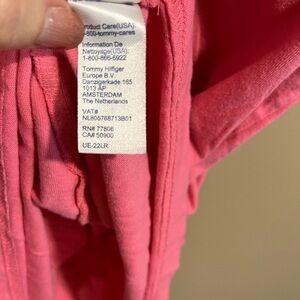 Product Care(USA):
-800-tommy-cares
Information De
Nettoyage(USA):
1-800-866-6922
Tommy Hilfiger
Europe B.V.
Danzigerkade 165
1013 AP
AMSTERDAM
The Netherlands
VAT#
NL805768713B01
RN# 77806
CA# 50900
UE-22LR